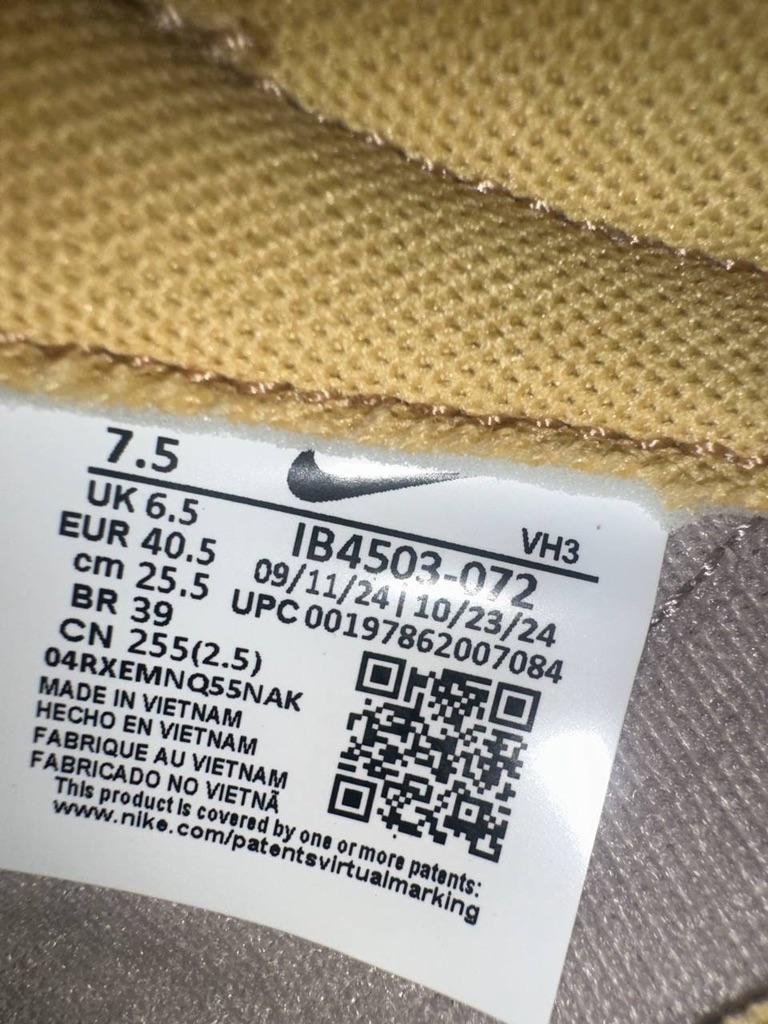 7.5
UK 6.5
EUR 40.5
cm 25.5
BR 39
CN 255(2.5)
VH3
IB4503-072
09/11/24 | 10/23/24
UPC 00197862007084
04RXEMNQ55NAK
MADE IN VIETNAM
HECHO EN VIETNAM
FABRIQUE AU VIETNAM
FABRICADO NO VIETNÃ
This product is covered by one or more patents:
www.nike.com/patentsvirtualmarking